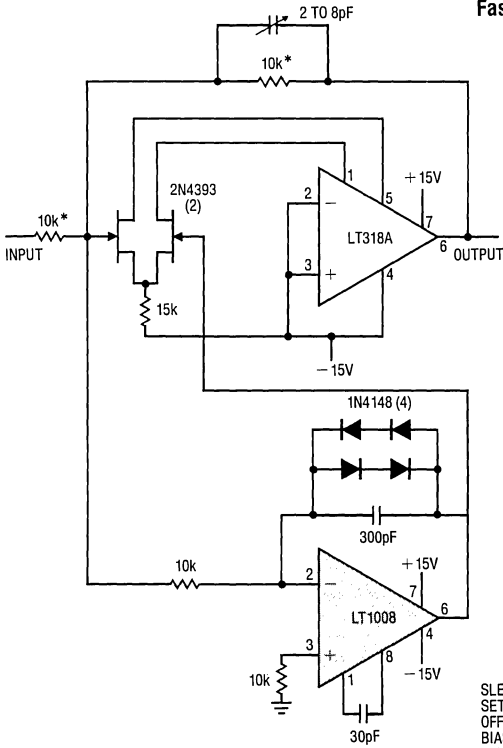 Fas
2 TO 8pF
10k*
2N4393
(2)
1
5
+15V
2
−
7
10k*
INPUT
LT318A
6
OUTPUT
3
+
4
15k
−15V
1N4148 (4)
300pF
10k
2
−
+15V
7
6
LT1008
4
3
+
8
−15V
10k
1
30pF
SLE
SET
OFF
BIA